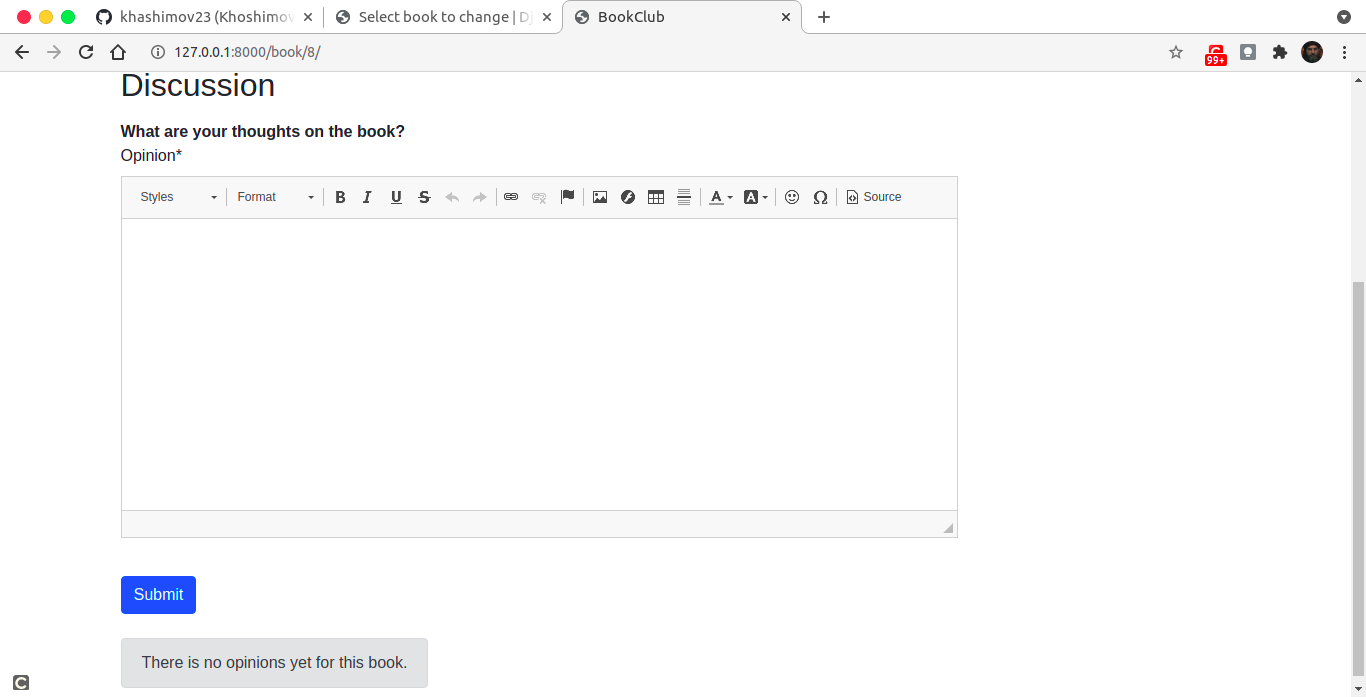 khashimov23 (Khoshimov
Select book to change | Dj
BookClub
127.0.0.1:8000/book/8/
99+
Discussion
What are your thoughts on the book?
Opinion*
Styles Format B I U S A A Ω Source
Submit
There is no opinions yet for this book.